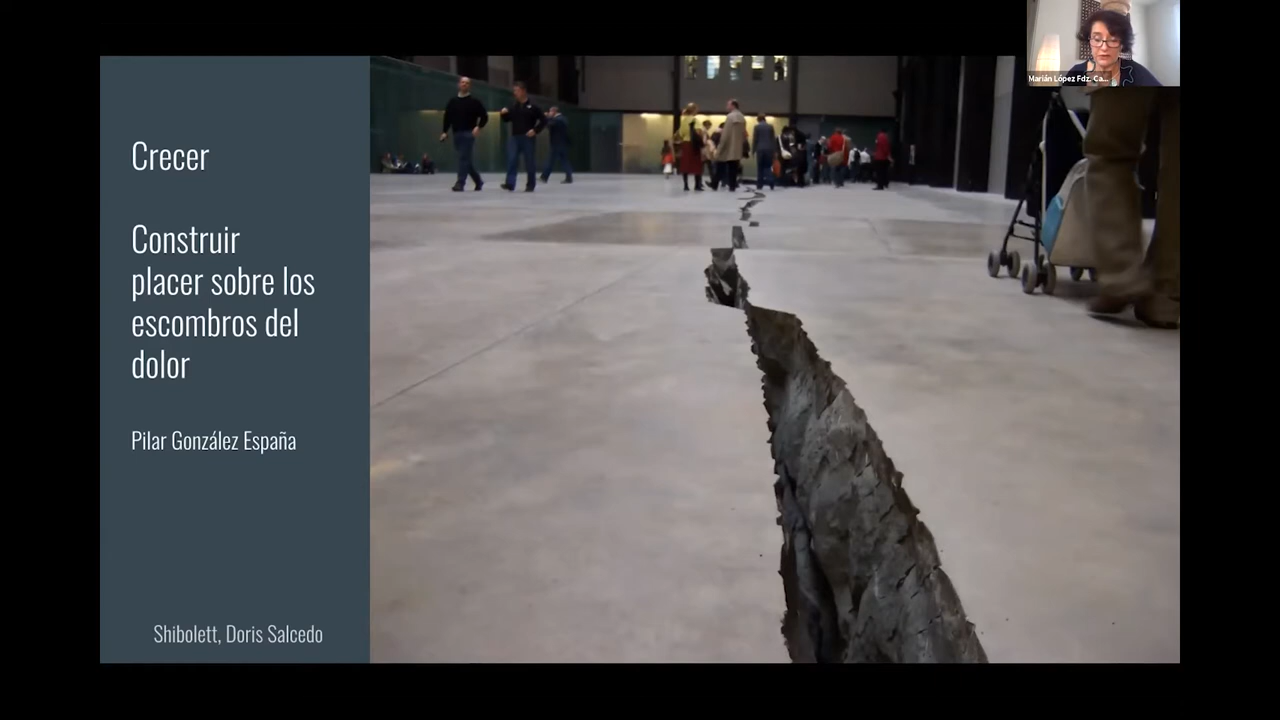 Marián López Fdz. Ca...
Crecer
Construir
placer sobre los
escombros del
dolor
Pilar González España
Shibolett, Doris Salcedo